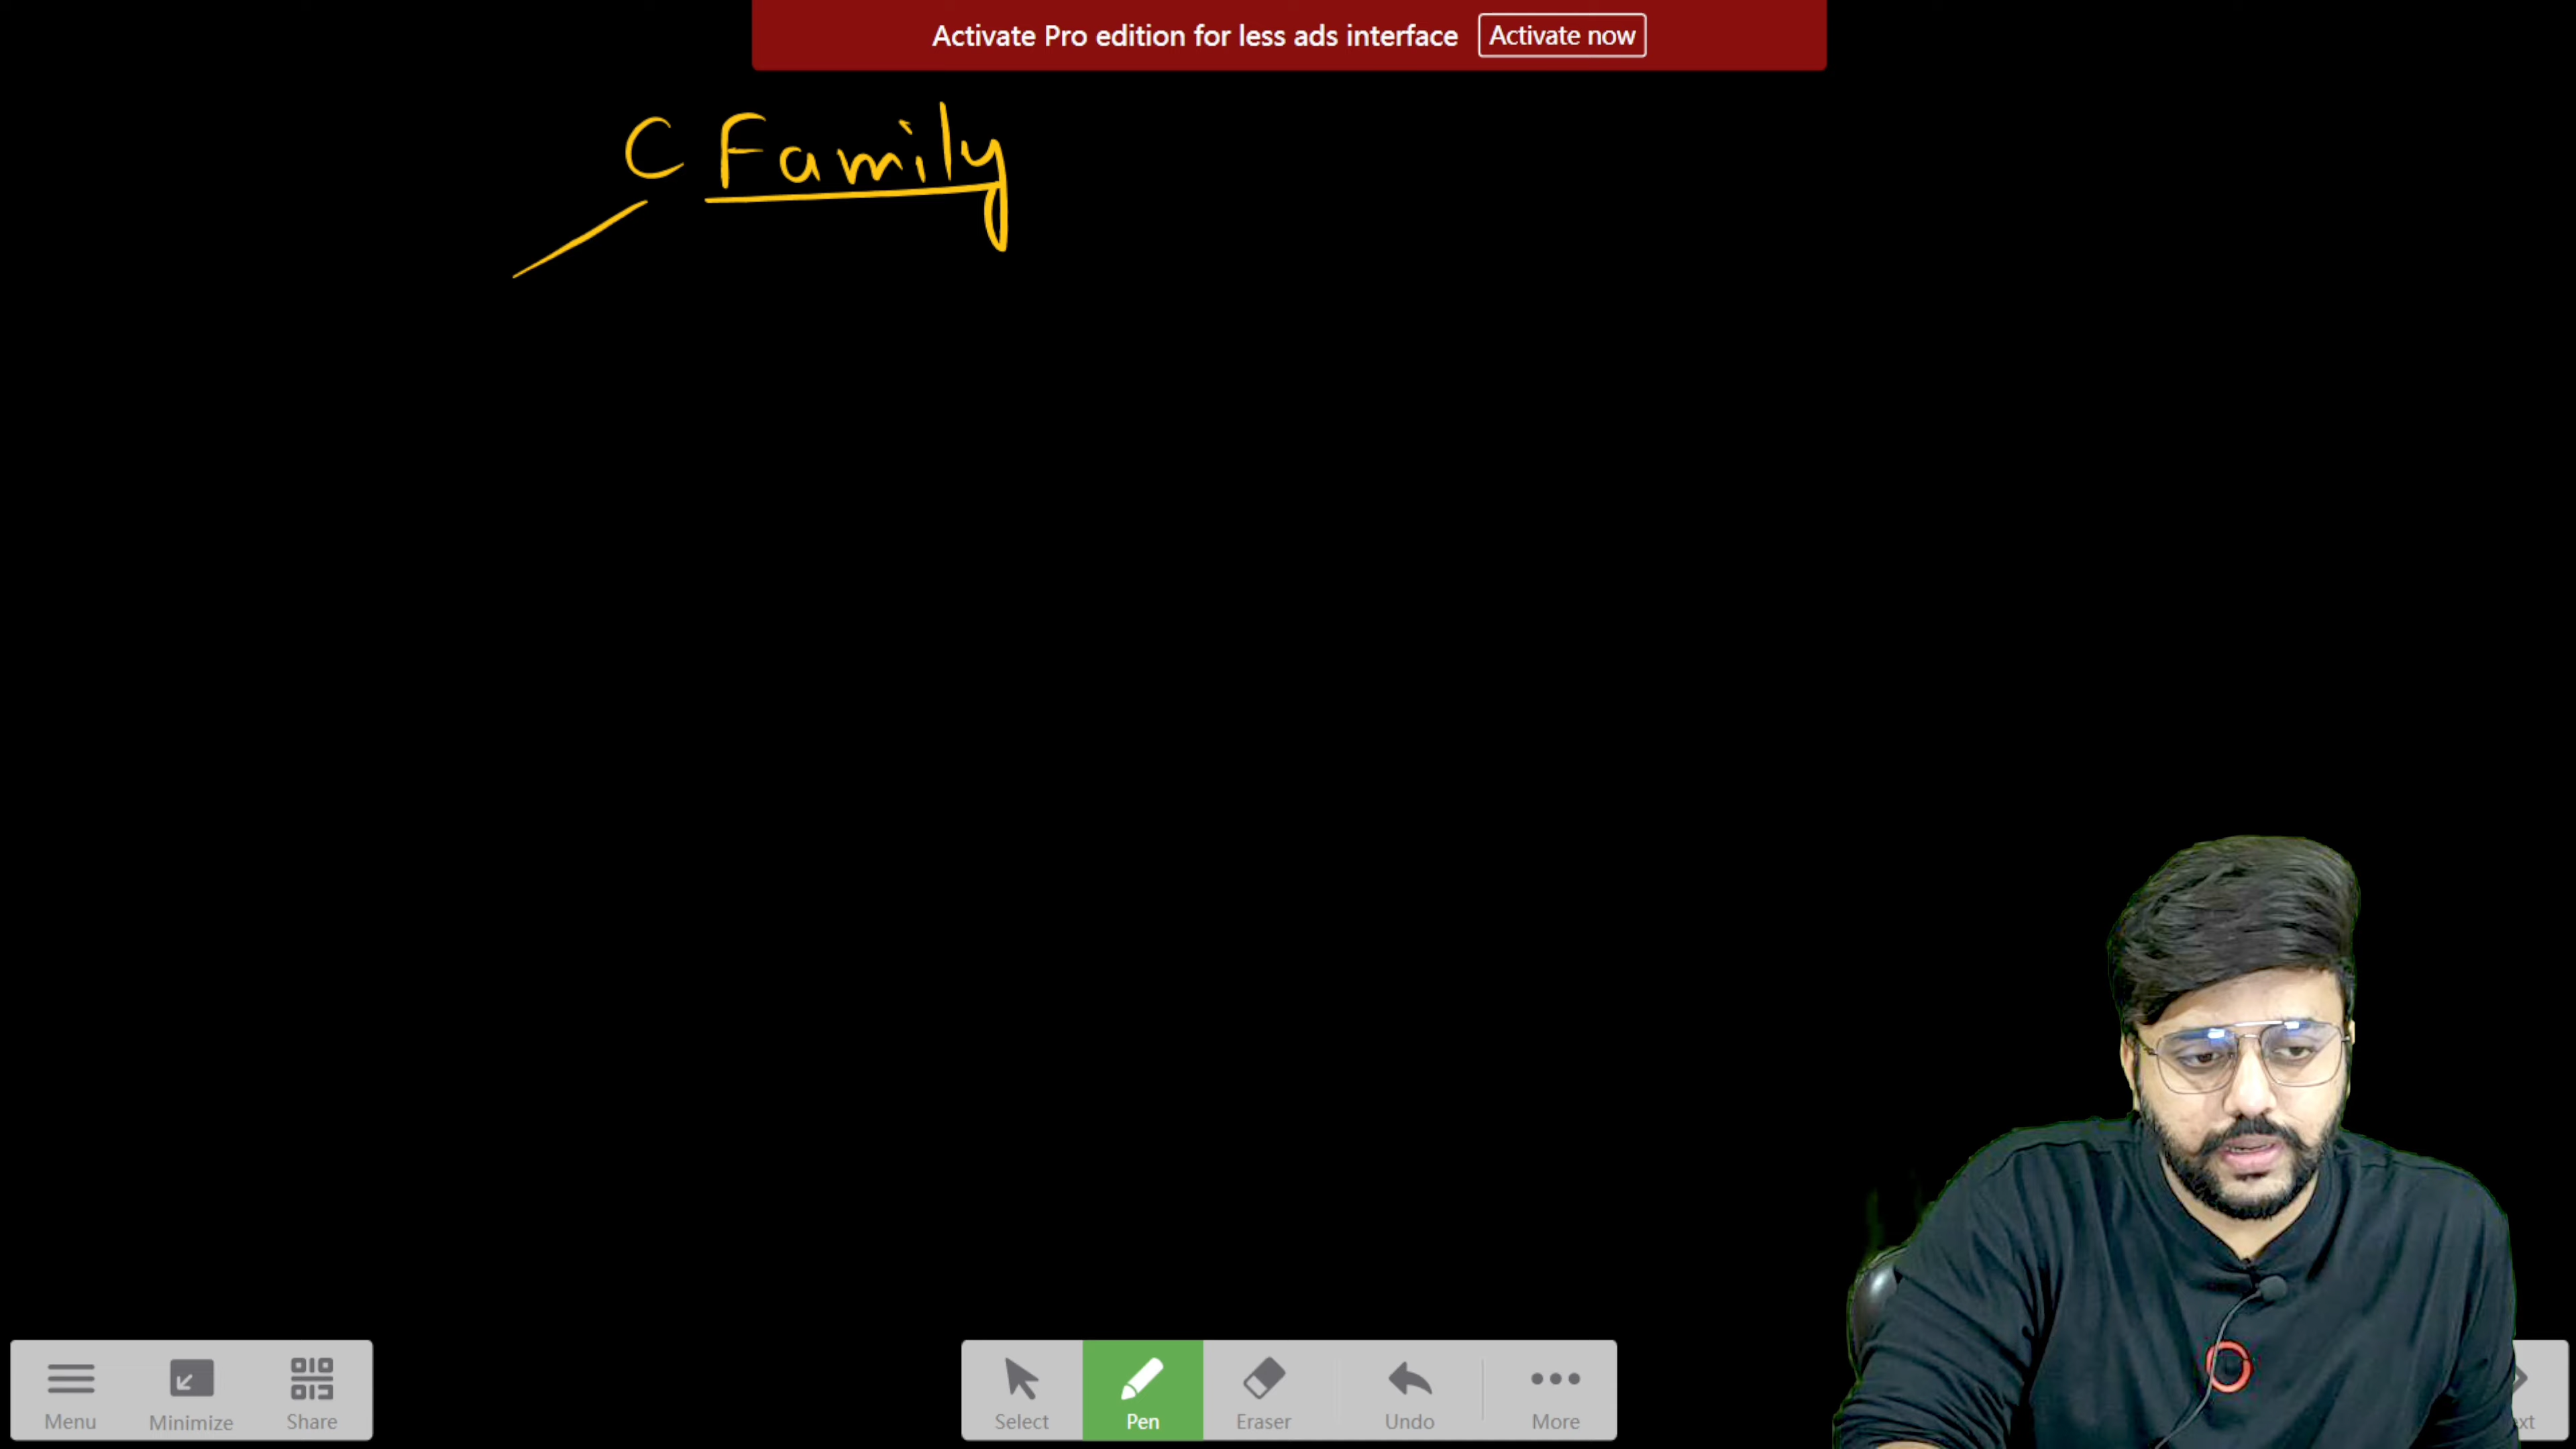 Activate Pro edition for less ads interface Activate now
C Family
Menu Minimize Share Select Pen Eraser Undo More